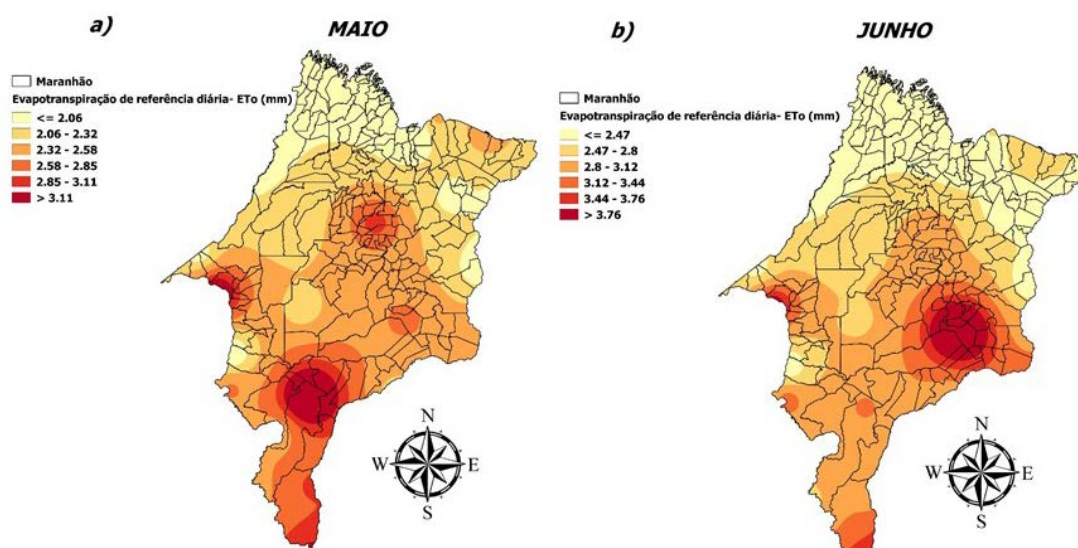 a)
MAIO
Maranhão
Evapotranspiração de referência diária- ETo (mm)
<= 2.06
2.06 - 2.32
2.32 - 2.58
2.58 - 2.85
2.85 - 3.11
> 3.11
N
W
E
S
b)
JUNHO
Maranhão
Evapotranspiração de referência diária- ETo (mm)
<= 2.47
2.47 - 2.8
2.8 - 3.12
3.12 - 3.44
3.44 - 3.76
> 3.76
N
W
E
S